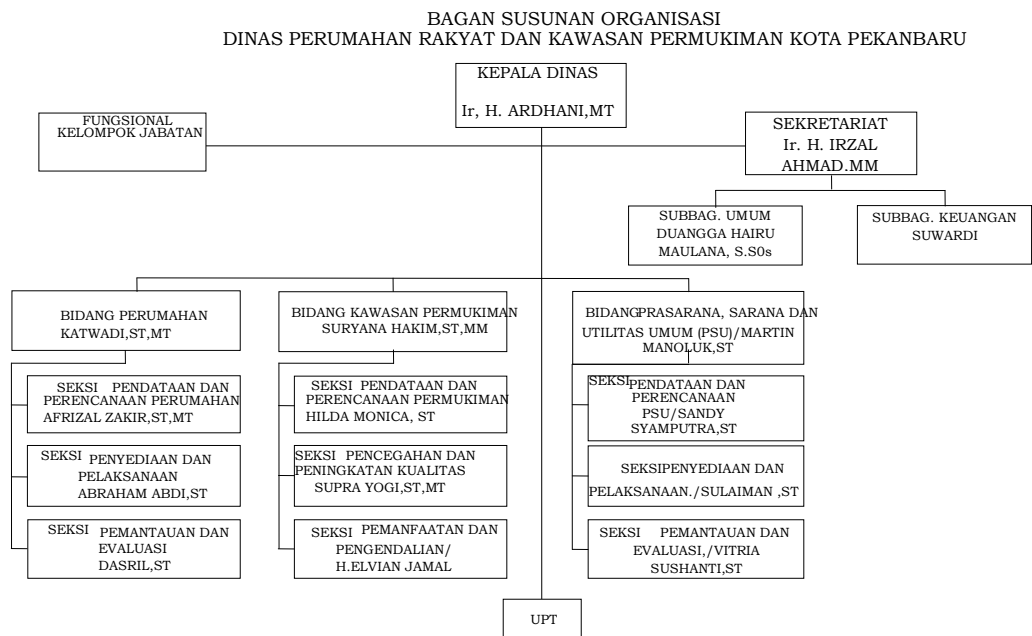 BAGAN SUSUNAN ORGANISASI
DINAS PERUMAHAN RAKYAT DAN KAWASAN PERMUKIMAN KOTA PEKANBARU
KEPALA DINAS
Ir, H. ARDHANI,MT
FUNGSIONAL
KELOMPOK JABATAN
SEKRETARIAT
Ir. H. IRZAL
AHMAD.MM
SUBBAG. UMUM
DUANGGA HAIRU
MAULANA, S.S0s
SUBBAG. KEUANGAN
SUWARDI
BIDANG PERUMAHAN
KATWADI,ST,MT
BIDANG KAWASAN PERMUKIMAN
SURYANA HAKIM,ST,MM
BIDANGPRASARANA, SARANA DAN
UTILITAS UMUM (PSU)/MARTIN
MANOLUK,ST
SEKSI PENDATAAN DAN
PERENCANAAN PERUMAHAN
AFRIZAL ZAKIR,ST,MT
SEKSI PENDATAAN DAN
PERENCANAAN PERMUKIMAN
HILDA MONICA, ST
SEKSIPENDATAAN DAN
PERENCANAAN
PSU/SANDY
SYAMPUTRA,ST
SEKSI PENYEDIAAN DAN
PELAKSANAAN
ABRAHAM ABDI,ST
SEKSI PENCEGAHAN DAN
PENINGKATAN KUALITAS
SUPRA YOGI,ST,MT
SEKSIPENYEDIAAN DAN
PELAKSANAAN./SULAIMAN ,ST
SEKSI PEMANTAUAN DAN
EVALUASI
DASRIL,ST
SEKSI PEMANFAATAN DAN
PENGENDALIAN/
H.ELVIAN JAMAL
SEKSI PEMANTAUAN DAN
EVALUASI,/VITRIA
SUSHANTI,ST
UPT